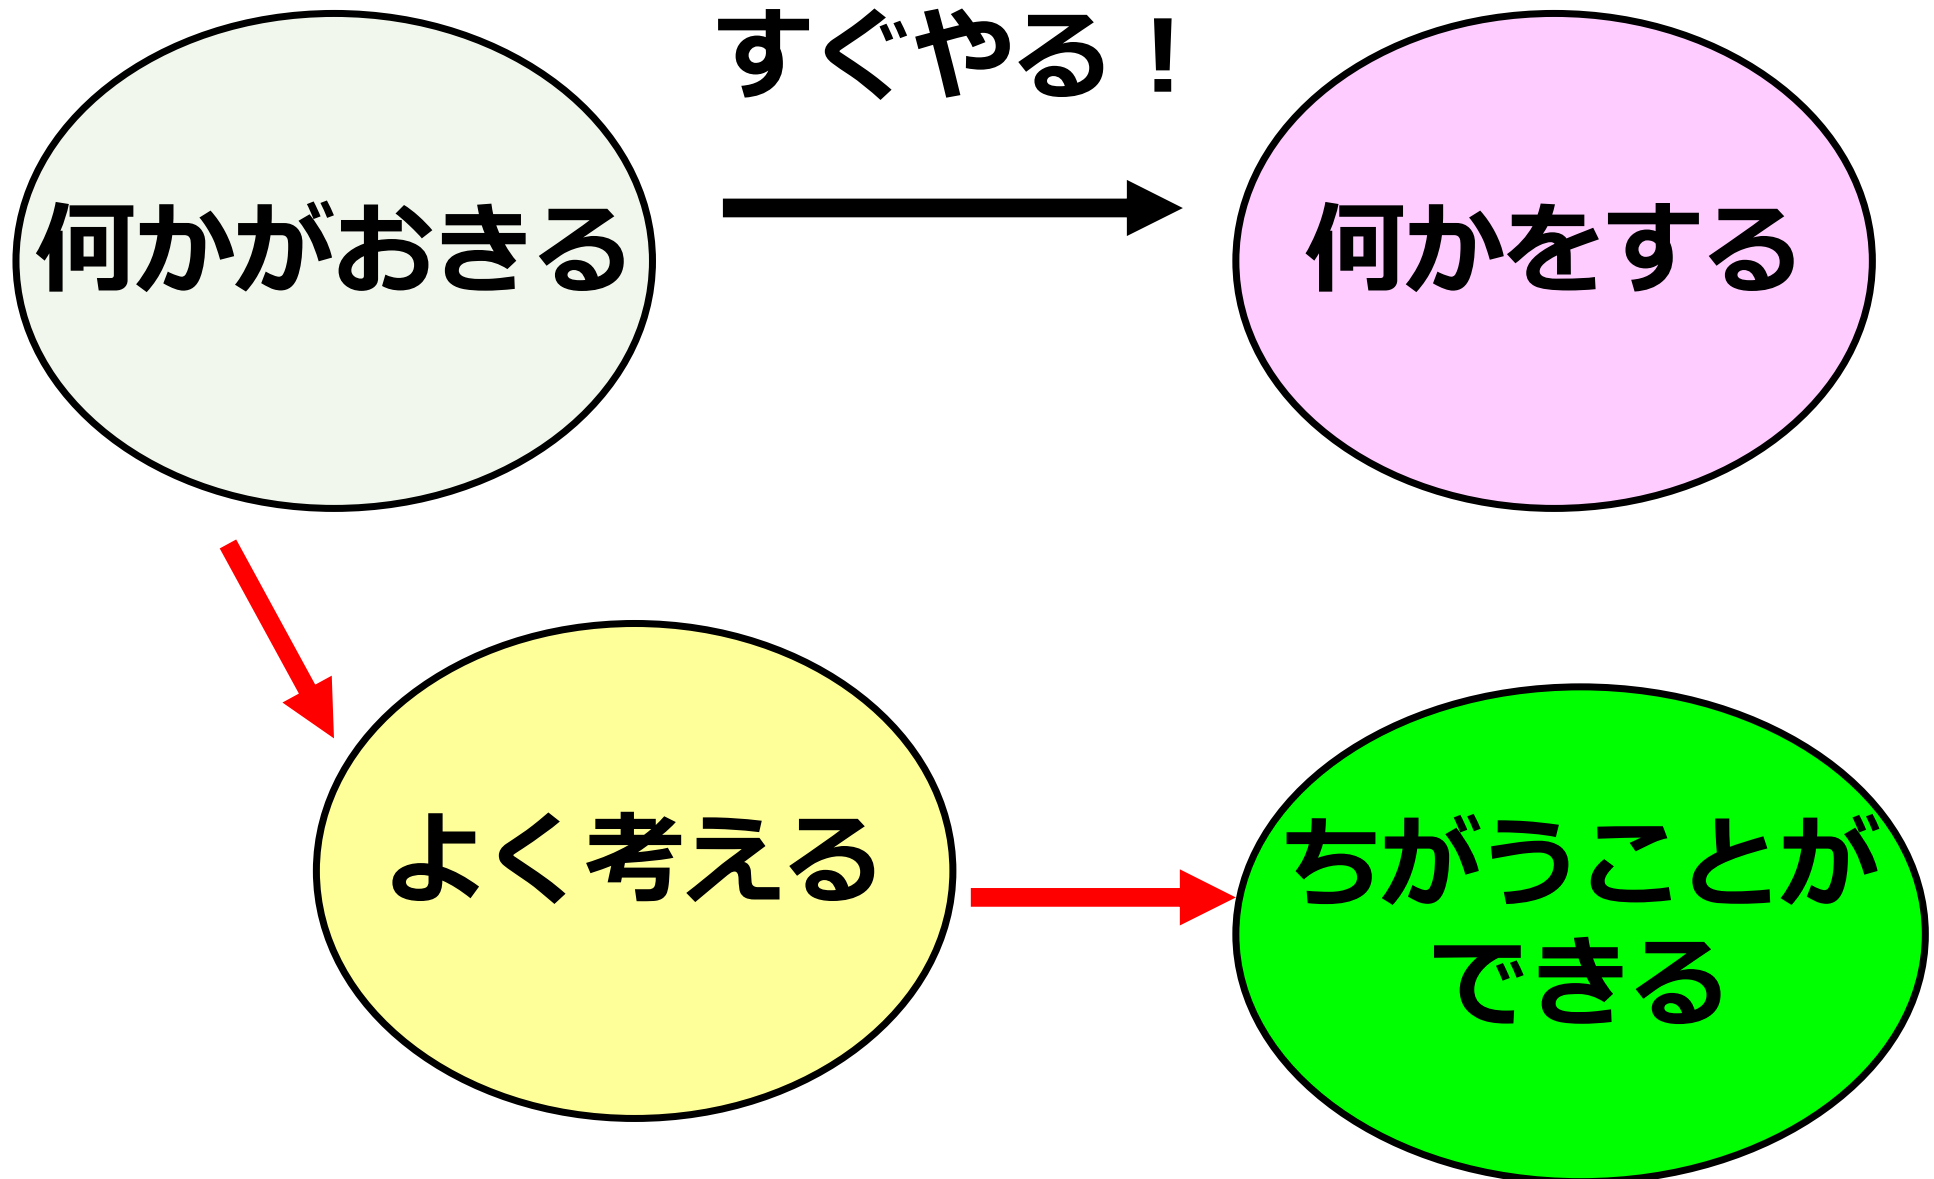 すぐやる！
何かがおきる
何かをする
よく考える
ちがうことが
できる